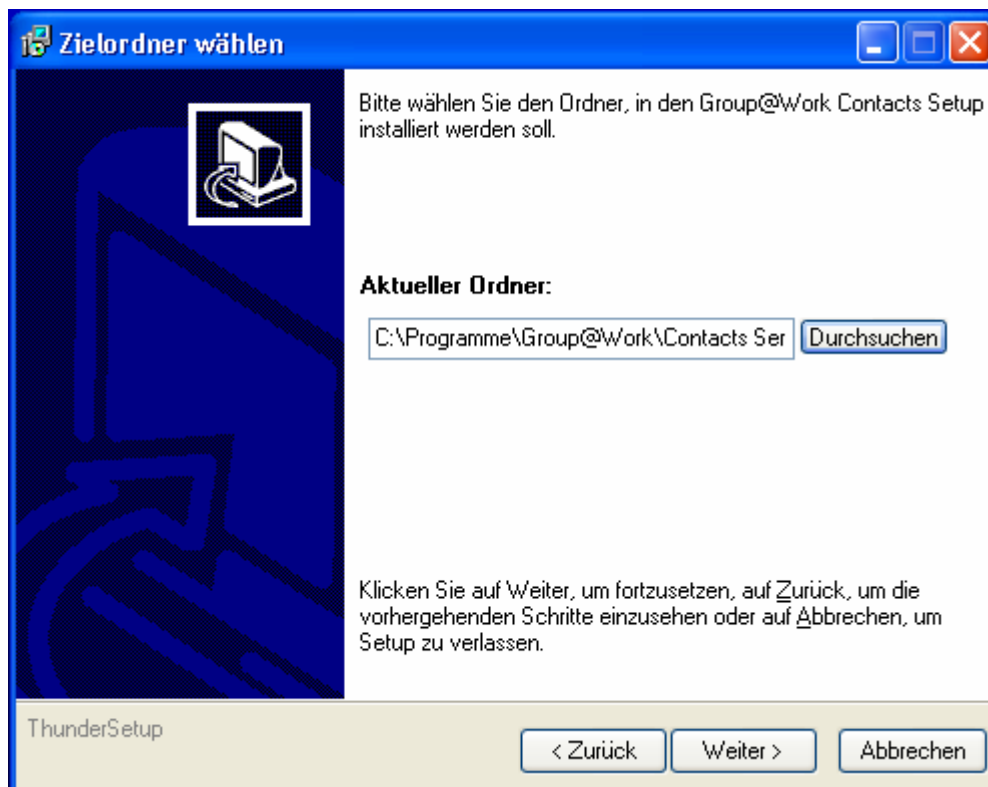 Zielordner wählen
Bitte wählen Sie den Ordner, in den Group@Work Contacts Setup
installiert werden soll.
Aktueller Ordner:
C:\Programme\Group@Work\Contacts Ser Durchsuchen
Klicken Sie auf Weiter, um fortzusetzen, auf Zurück, um die
vorhergehenden Schritte einzusehen oder auf Abbrechen, um
Setup zu verlassen.
ThunderSetup
< Zurück Weiter > Abbrechen